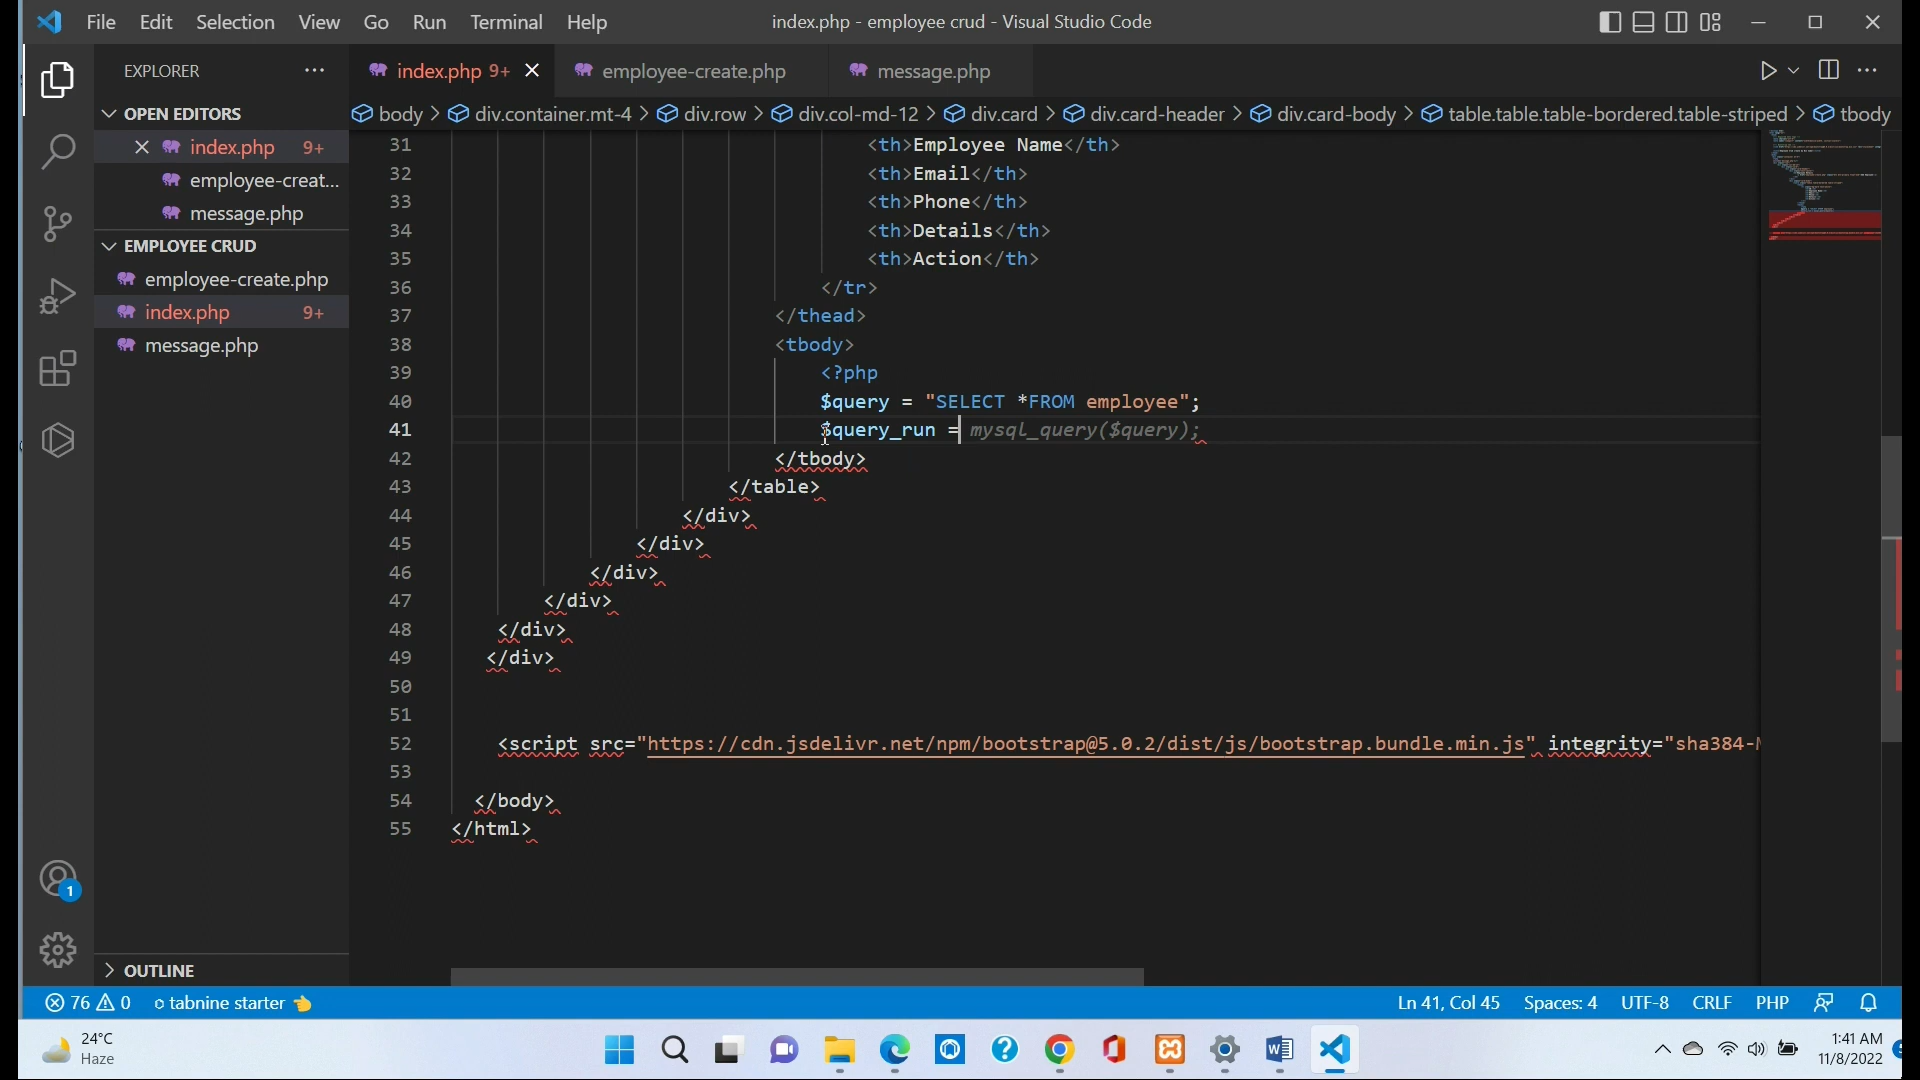 File Edit Selection View Go Run Terminal Help
index.php - employee crud - Visual Studio Code
EXPLORER
index.php 9+
employee-create.php
message.php
OPEN EDITORS
index.php 9+
employee-creat...
message.php
EMPLOYEE CRUD
employee-create.php
index.php 9+
message.php
body > div.container.mt-4 > div.row > div.col-md-12 > div.card > div.card-header > div.card-body > table.table.table-bordered.table-striped > tbody
31 <th>Employee Name</th>
32 <th>Email</th>
33 <th>Phone</th>
34 <th>Details</th>
35 <th>Action</th>
36 </tr>
37 </thead>
38 <tbody>
39 <?php
40 $query = "SELECT *FROM employee";
41 $query_run = mysql_query($query);
42 </tbody>
43 </table>
44 </div>
45 </div>
46 </div>
47 </div>
48 </div>
49 </div>
50
51
52 <script src="https://cdn.jsdelivr.net/npm/bootstrap@5.0.2/dist/js/bootstrap.bundle.min.js" integrity="sha384-
53
54 </body>
55 </html>
1
OUTLINE
76 0 tabnine starter
Ln 41, Col 45 Spaces: 4 UTF-8 CRLF PHP
24°C
Haze
1:41 AM
11/8/2022